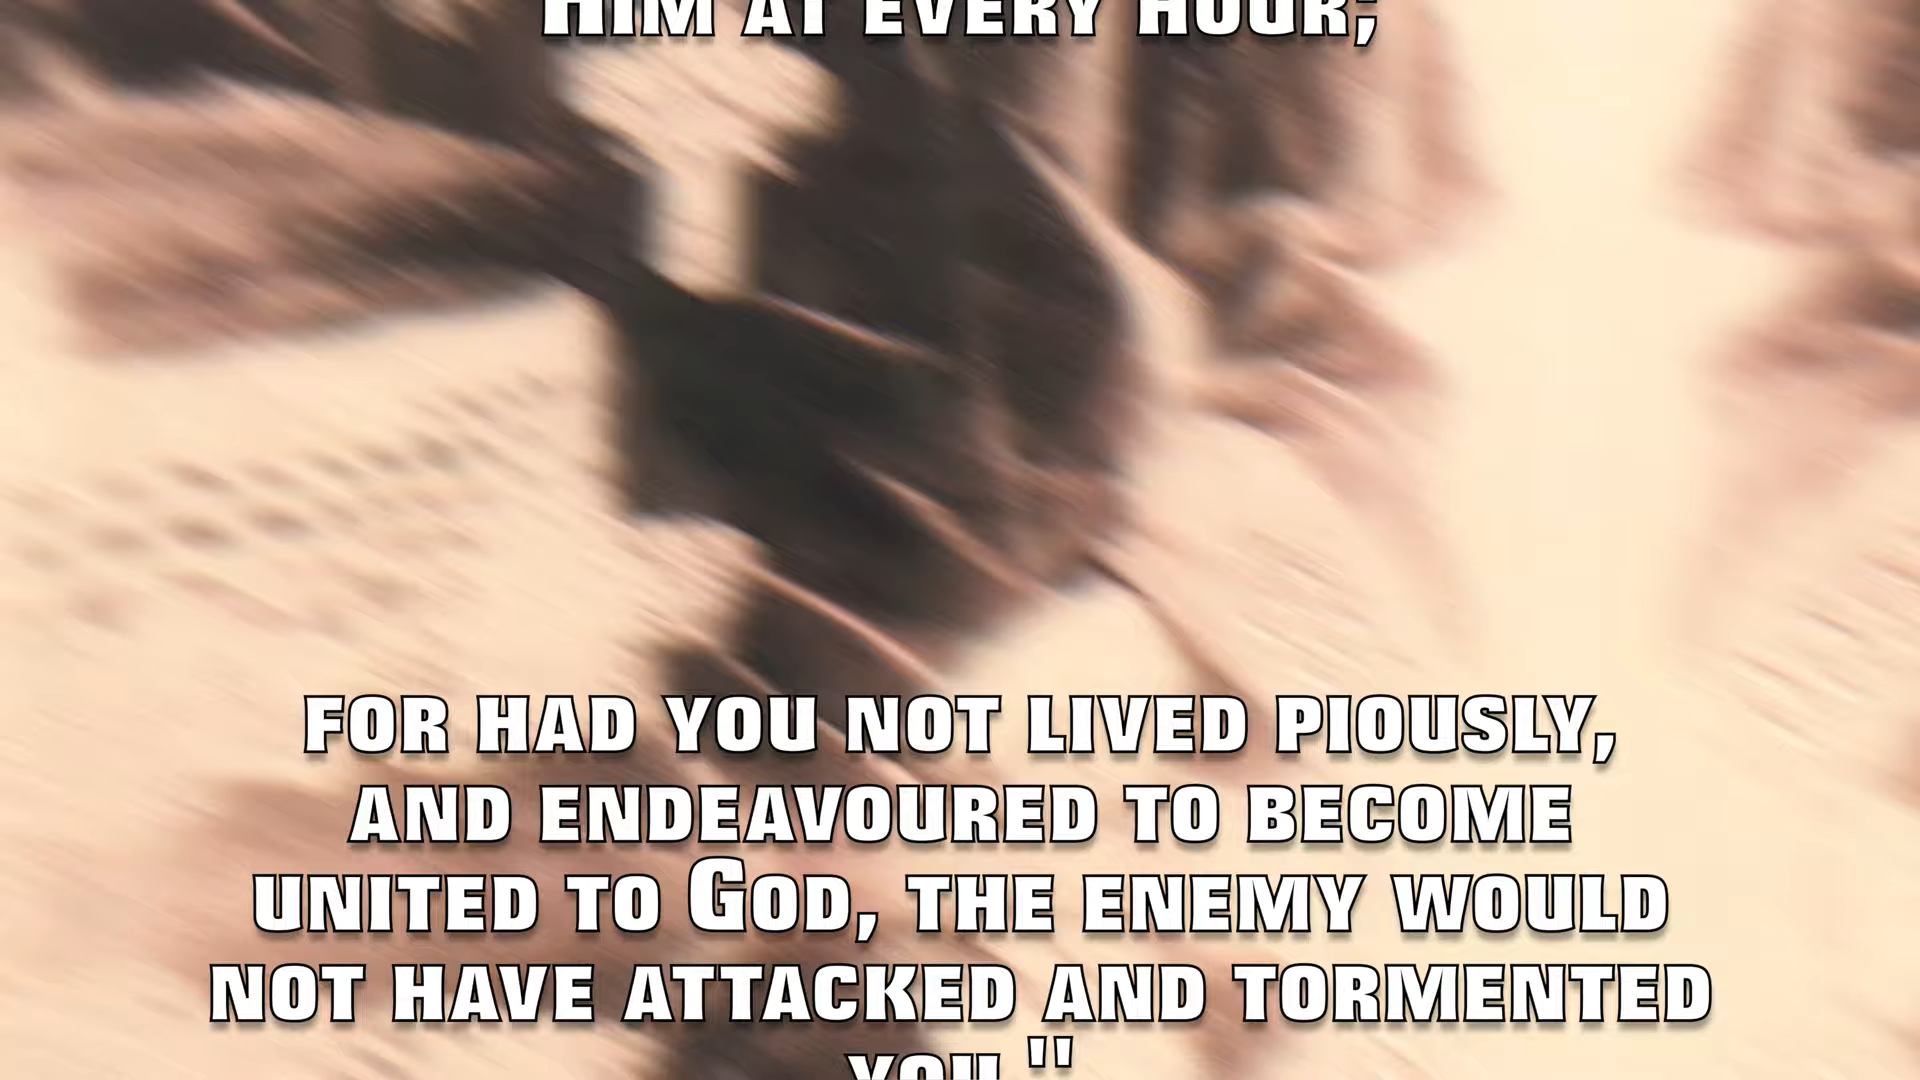 HIM AT EVERY HOUR;
FOR HAD YOU NOT LIVED PIOUSLY,
AND ENDEAVOURED TO BECOME
UNITED TO GOD, THE ENEMY WOULD
NOT HAVE ATTACKED AND TORMENTED
YOU."